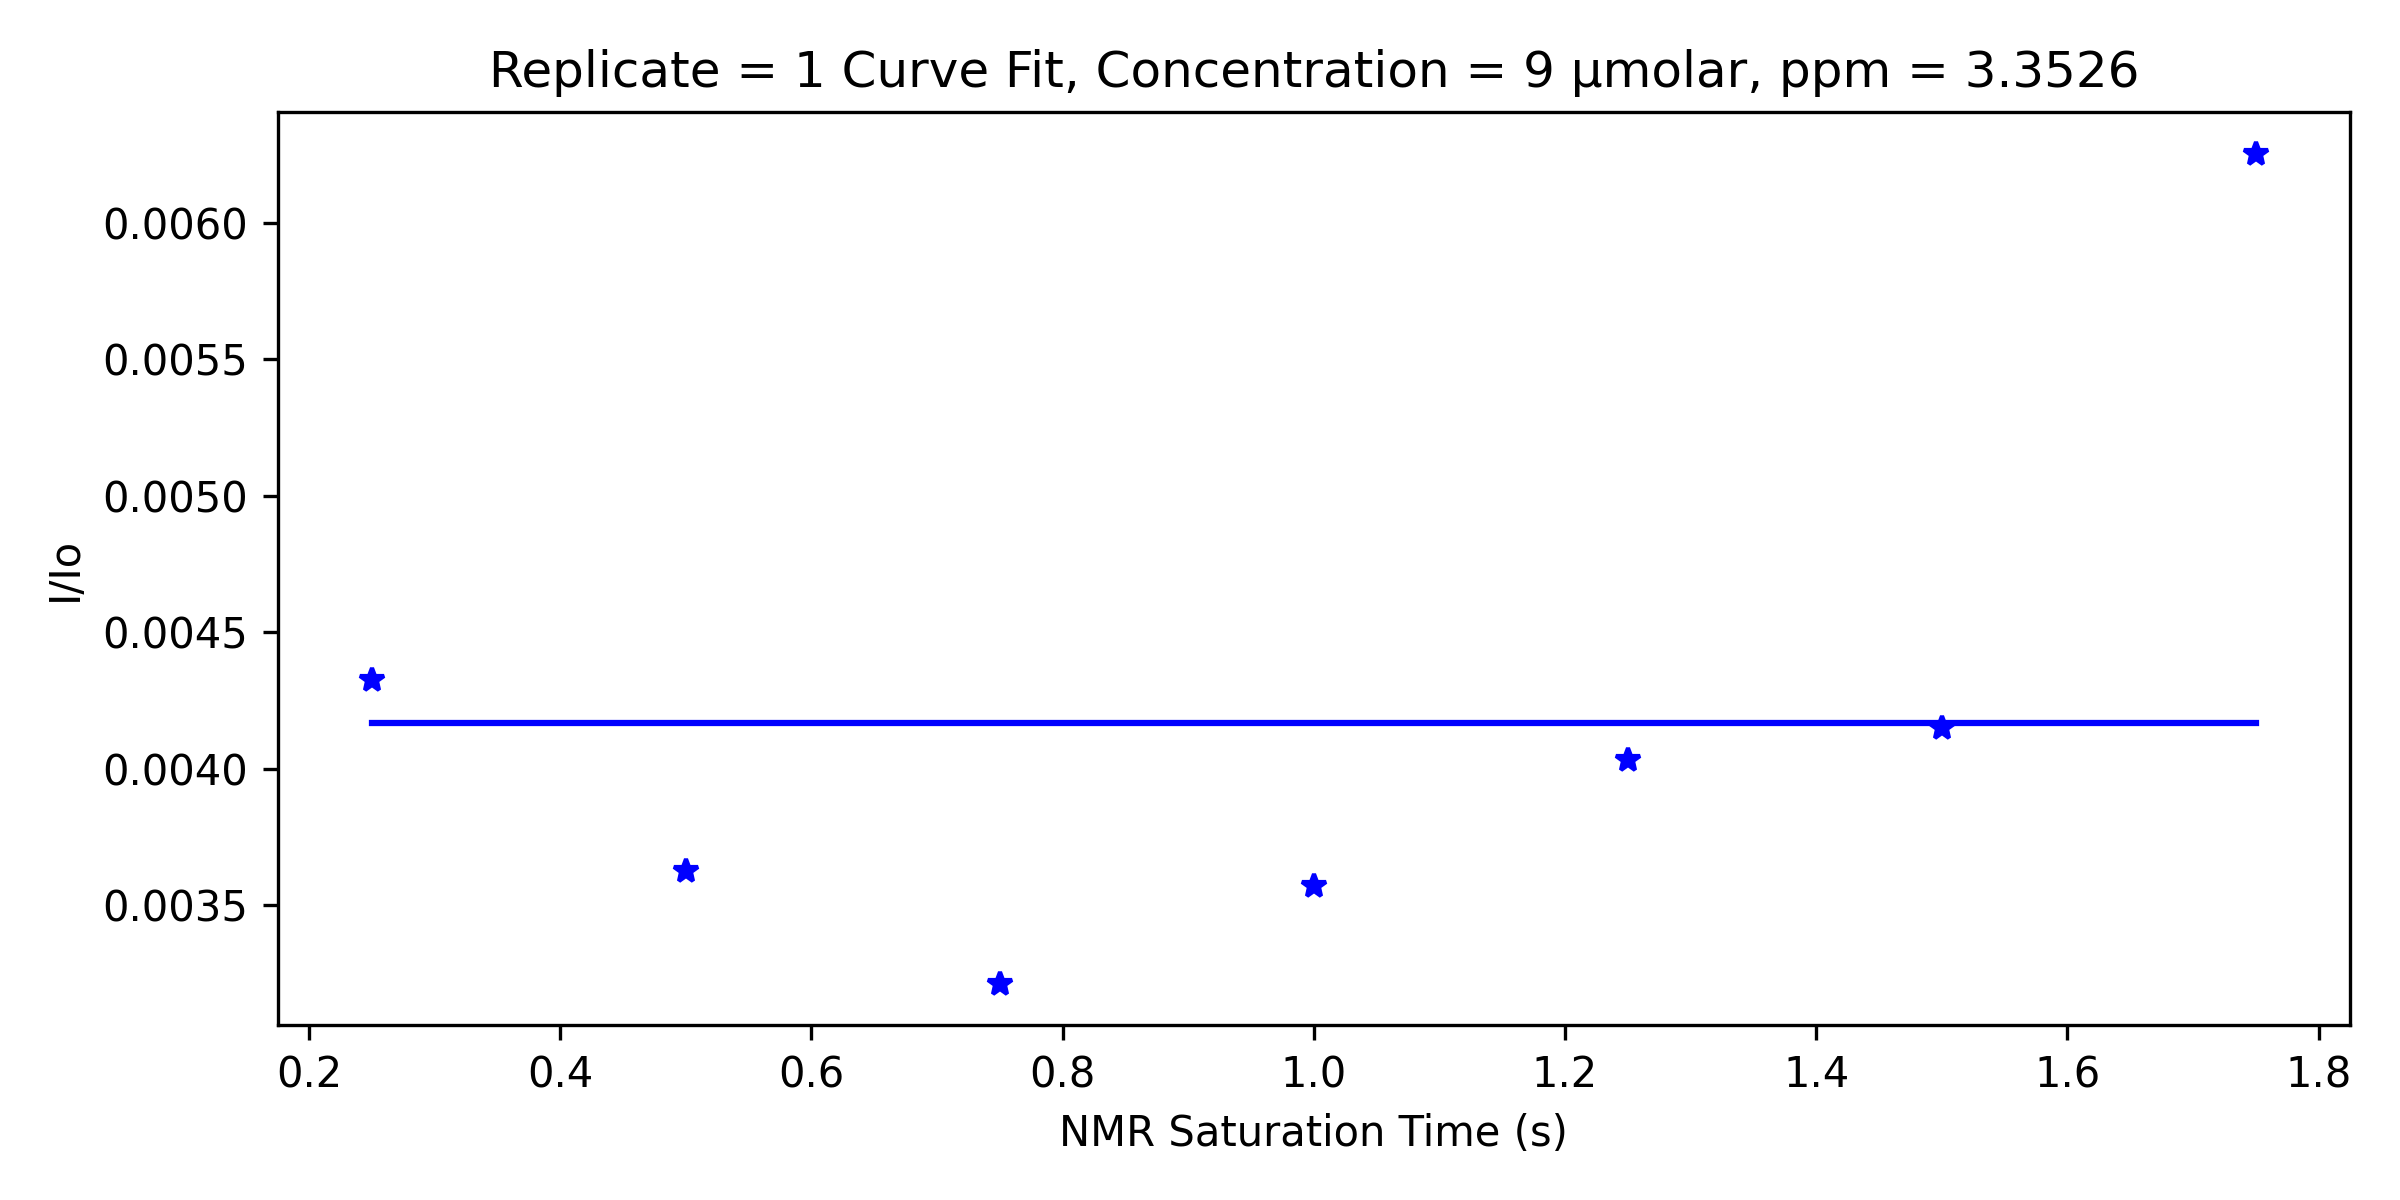 Replicate = 1 Curve Fit, Concentration = 9 µmolar, ppm = 3.3526
0.0060
0.0055
0.0050
0.0045
0.0040
0.0035
I/Io
0.2 0.4 0.6 0.8 1.0 1.2 1.4 1.6 1.8
NMR Saturation Time (s)